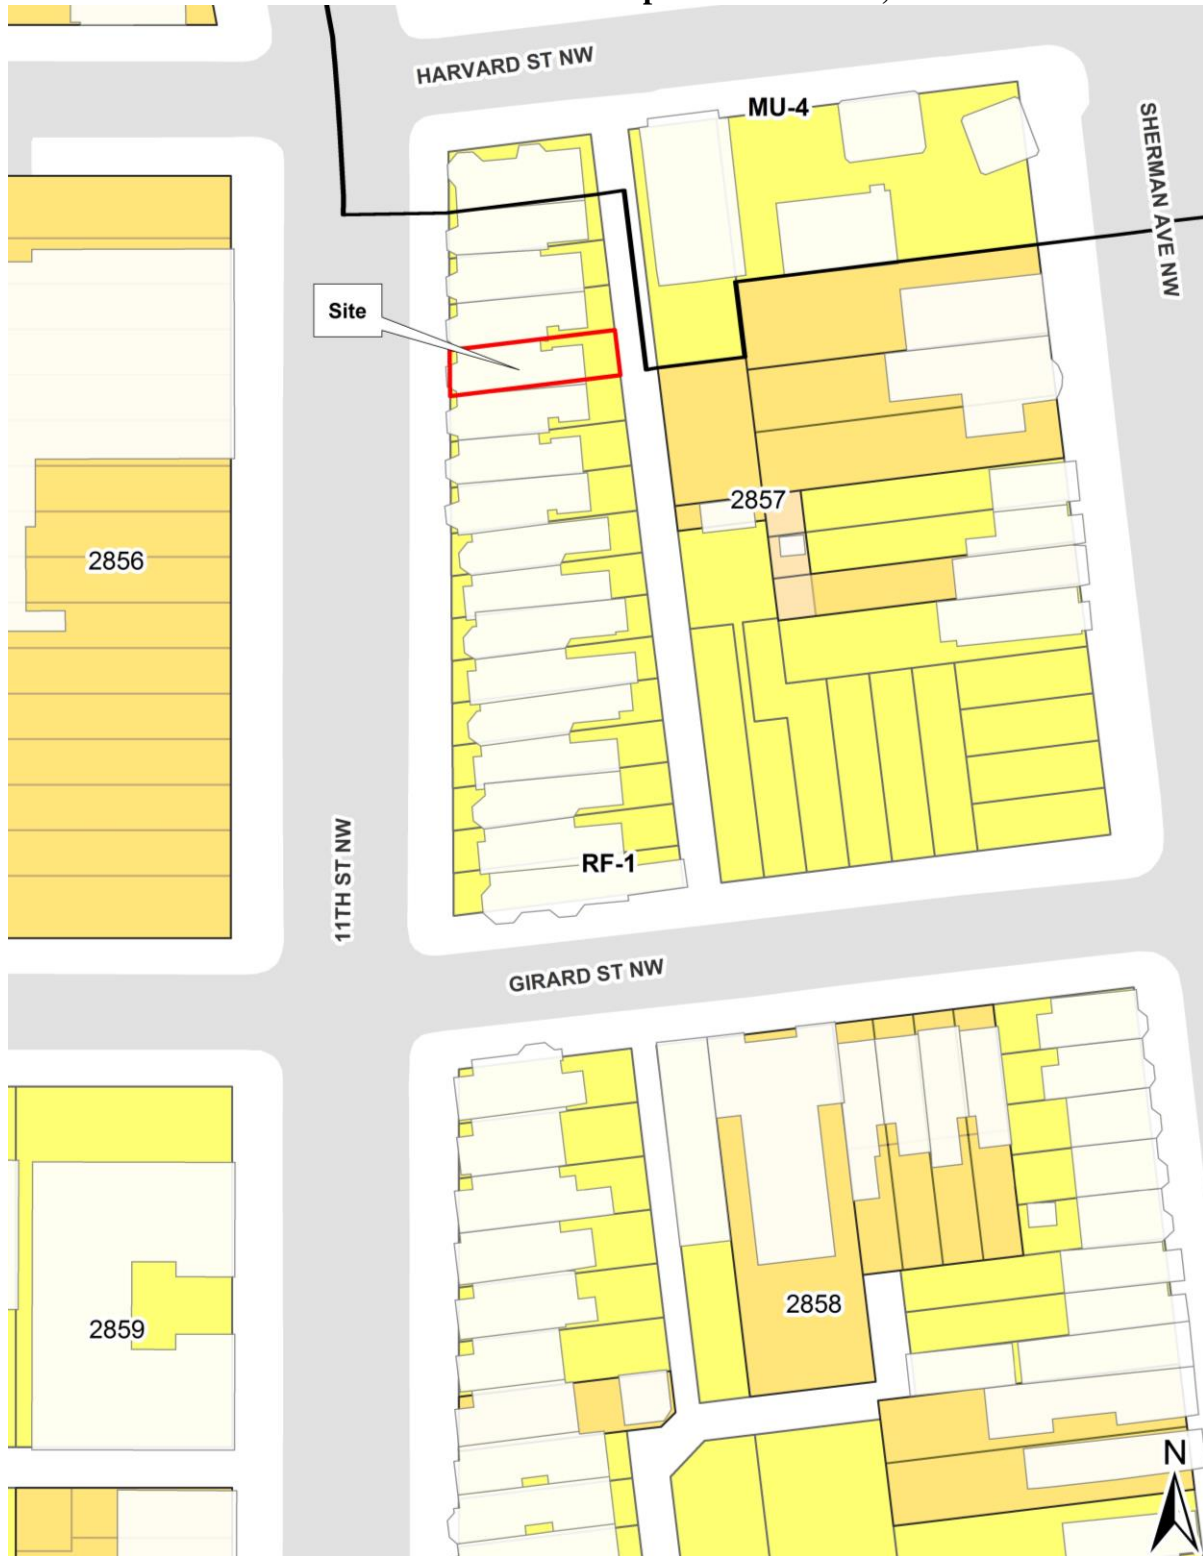 HARVARD ST NW
MU-4
SHERMAN AVE NW
Site
2857
2856
11TH ST NW
RF-1
GIRARD ST NW
2858
2859
N